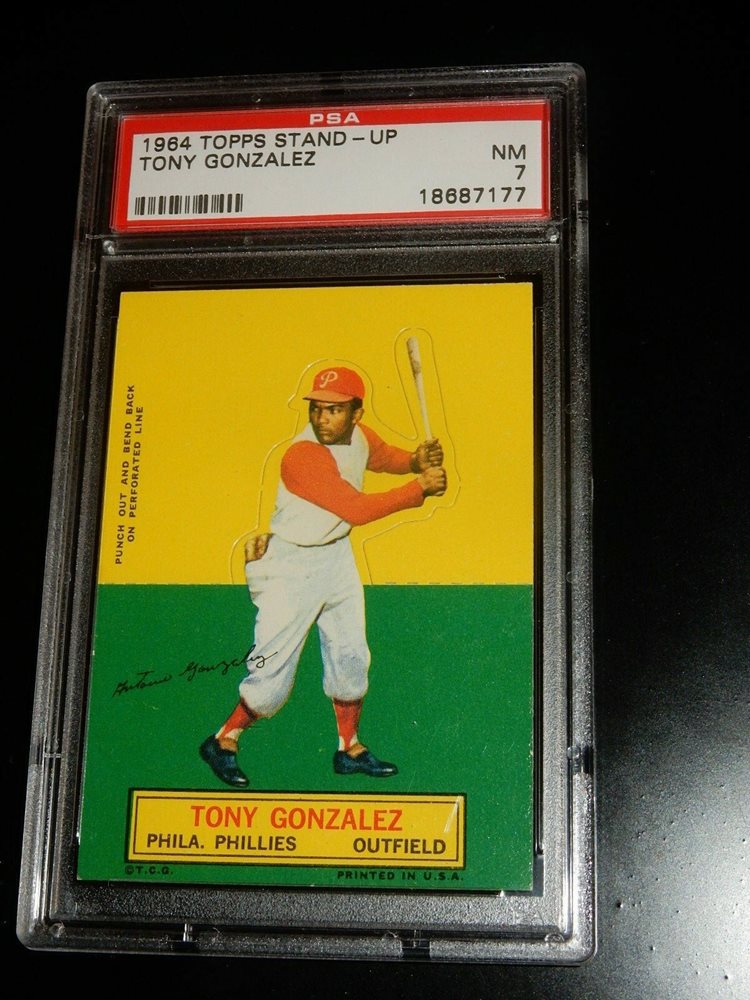 PSA
1964 TOPPS STAND-UP
TONY GONZALEZ
NM
7
18687177
PUNCH OUT AND BEND BACK
ON PERFORATED LINE
P
Antonio Gonzalez
TONY GONZALEZ
PHILA. PHILLIES OUTFIELD
©T.C.G. PRINTED IN U.S.A.